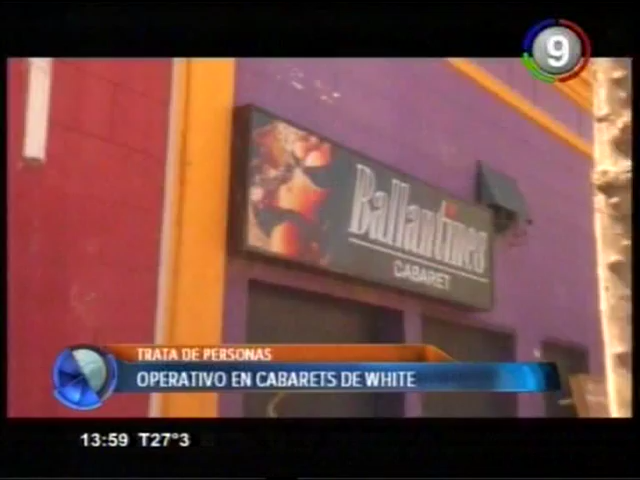 9
Ballantines
CABARET
TRATA DE PERSONAS
OPERATIVO EN CABARETS DE WHITE
13:59 T27°3